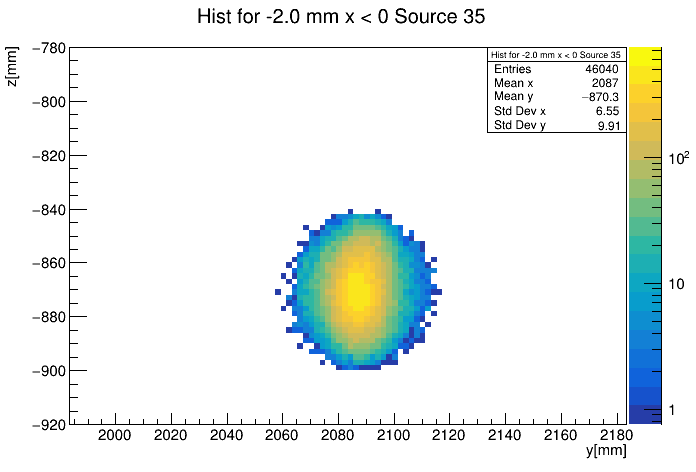 Hist for -2.0 mm x < 0 Source 35
z[mm]
−780
−800
−820
−840
−860
−880
−900
−920
Hist for -2.0 mm x < 0 Source 35
Entries 46040
Mean x 2087
Mean y −870.3
Std Dev x 6.55
Std Dev y 9.91
10²
10
1
2000 2020 2040 2060 2080 2100 2120 2140 2160 2180
y[mm]